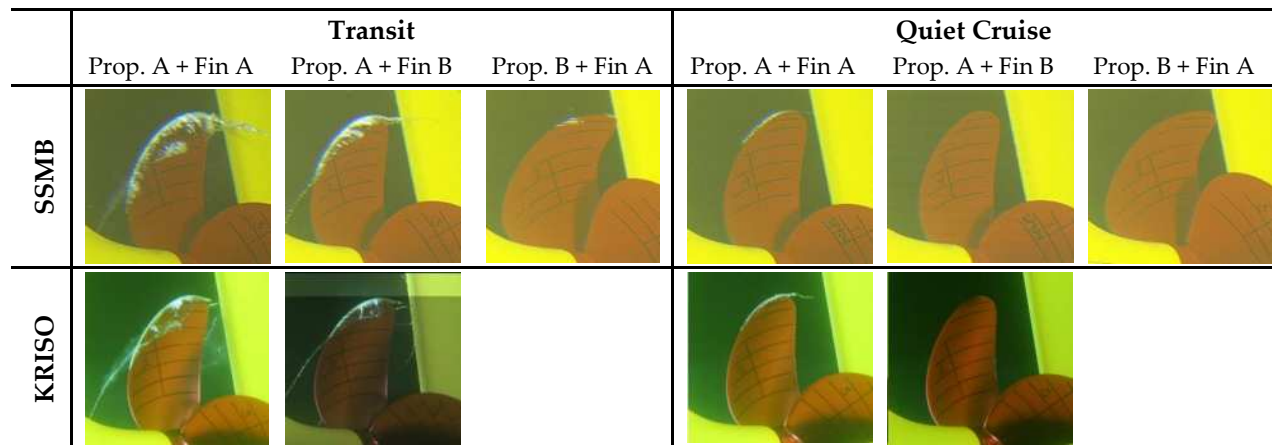 Transit Quiet Cruise
Prop. A + Fin A Prop. A + Fin B Prop. B + Fin A Prop. A + Fin A Prop. A + Fin B Prop. B + Fin A
SSMB
KRISO